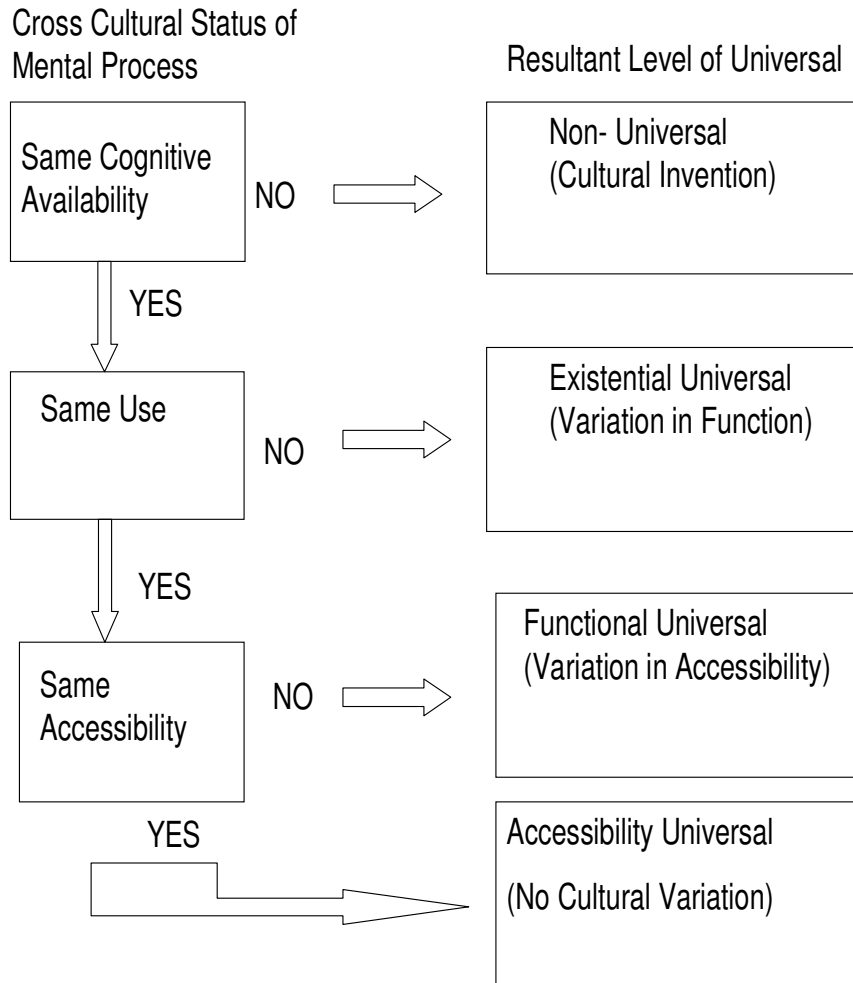 Cross Cultural Status of
Mental Process
Resultant Level of Universal
Same Cognitive
Availability
NO
Non- Universal
(Cultural Invention)
YES
Same Use
NO
Existential Universal
(Variation in Function)
YES
Same
Accessibility
NO
Functional Universal
(Variation in Accessibility)
YES
Accessibility Universal
(No Cultural Variation)